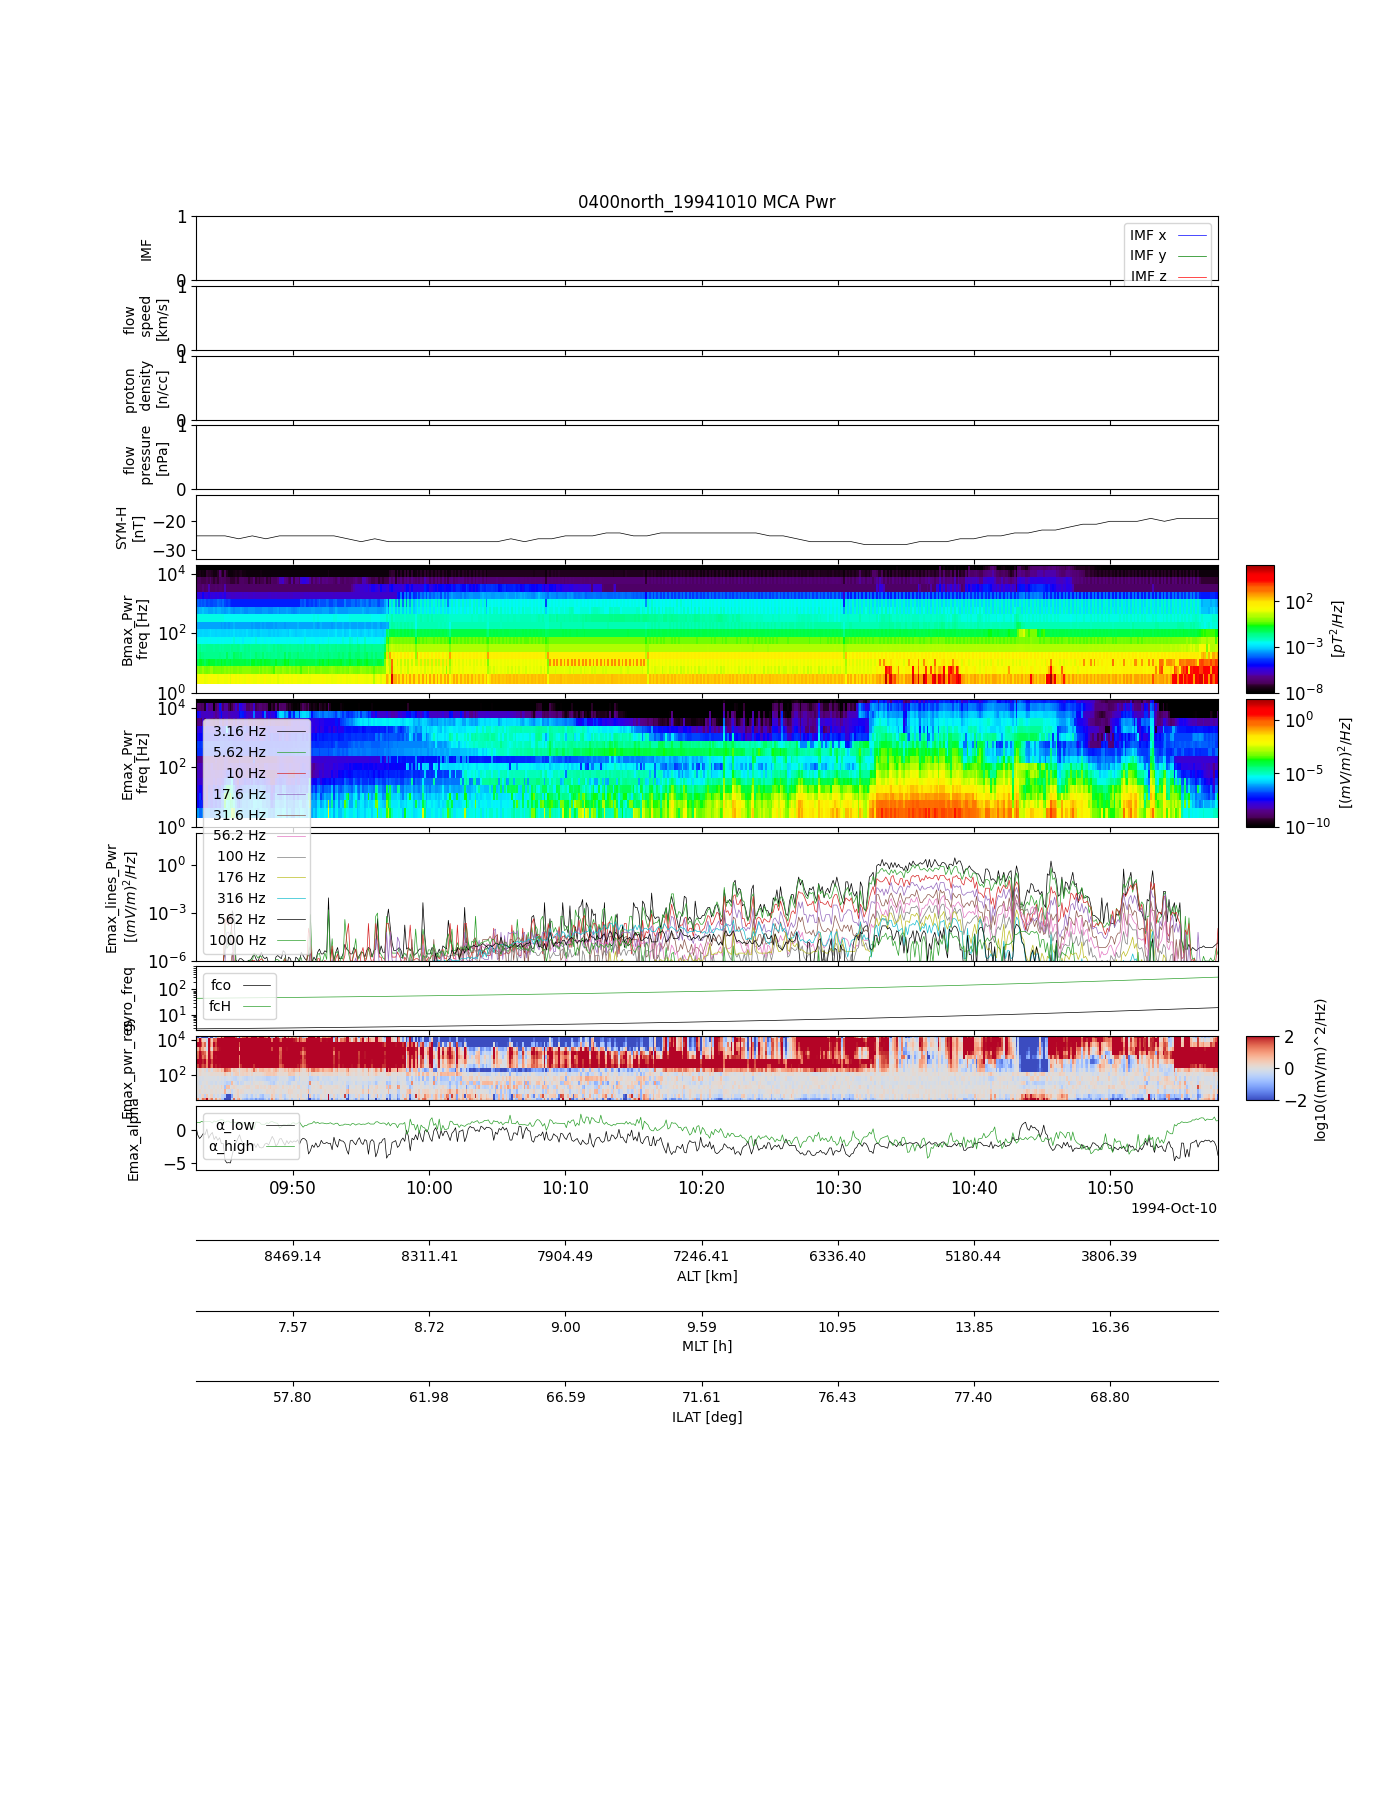 0400north_19941010 MCA Pwr
1
0
IMF
IMF x
IMF y
IMF z
1
0
flow
speed
[km/s]
1
0
proton
density
[n/cc]
1
0
flow
pressure
[nPa]
−20
−30
SYM-H
[nT]
10^4
10^2
10^0
Bmax_Pwr
freq [Hz]
10^2
10^−3
10^−8
[pT^2/Hz]
10^4
10^2
10^0
Emax_Pwr
freq [Hz]
3.16 Hz
5.62 Hz
10 Hz
17.6 Hz
31.6 Hz
56.2 Hz
100 Hz
176 Hz
316 Hz
562 Hz
1000 Hz
10^0
10^−5
10^−10
[(mV/m)^2/Hz]
10^0
10^−3
10^−6
Emax_lines_Pwr
[(mV/m)^2/Hz]
10^2
10^1
gyro_freq
fco
fcH
10^4
10^2
Emax_pwr_reg
2
0
−2
log10((mV/m)^2/Hz)
0
−5
Emax_alpha
α_low
α_high
09:50 10:00 10:10 10:20 10:30 10:40 10:50
1994-Oct-10
8469.14 8311.41 7904.49 7246.41 6336.40 5180.44 3806.39
ALT [km]
7.57 8.72 9.00 9.59 10.95 13.85 16.36
MLT [h]
57.80 61.98 66.59 71.61 76.43 77.40 68.80
ILAT [deg]